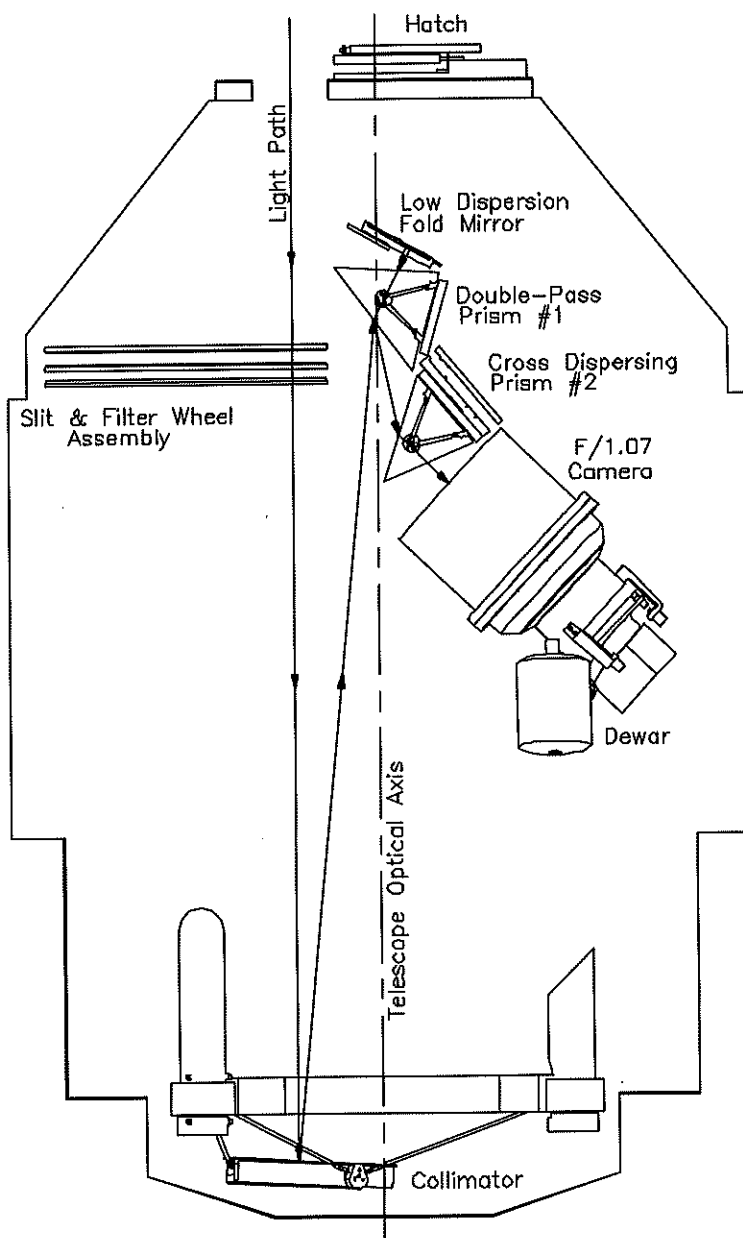 Hatch
Light Path
Low Dispersion
Fold Mirror
Double-Pass
Prism #1
Cross Dispersing
Prism #2
Slit & Filter Wheel
Assembly
F/1.07
Camera
Dewar
Telescope Optical Axis
Collimator